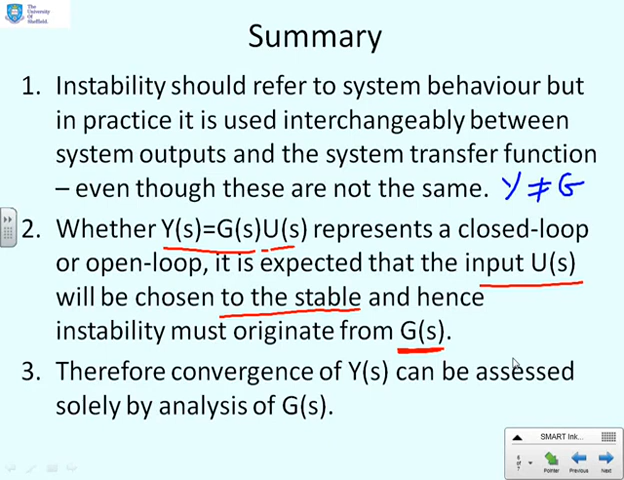 The
University
Of
Sheffield.
Summary
1. Instability should refer to system behaviour but
in practice it is used interchangeably between
system outputs and the system transfer function
– even though these are not the same. Y ≠ G
2. Whether Y(s)=G(s)U(s) represents a closed-loop
or open-loop, it is expected that the input U(s)
will be chosen to the stable and hence
instability must originate from G(s).
3. Therefore convergence of Y(s) can be assessed
solely by analysis of G(s).
SMART Ink...
Pointer Previous Next